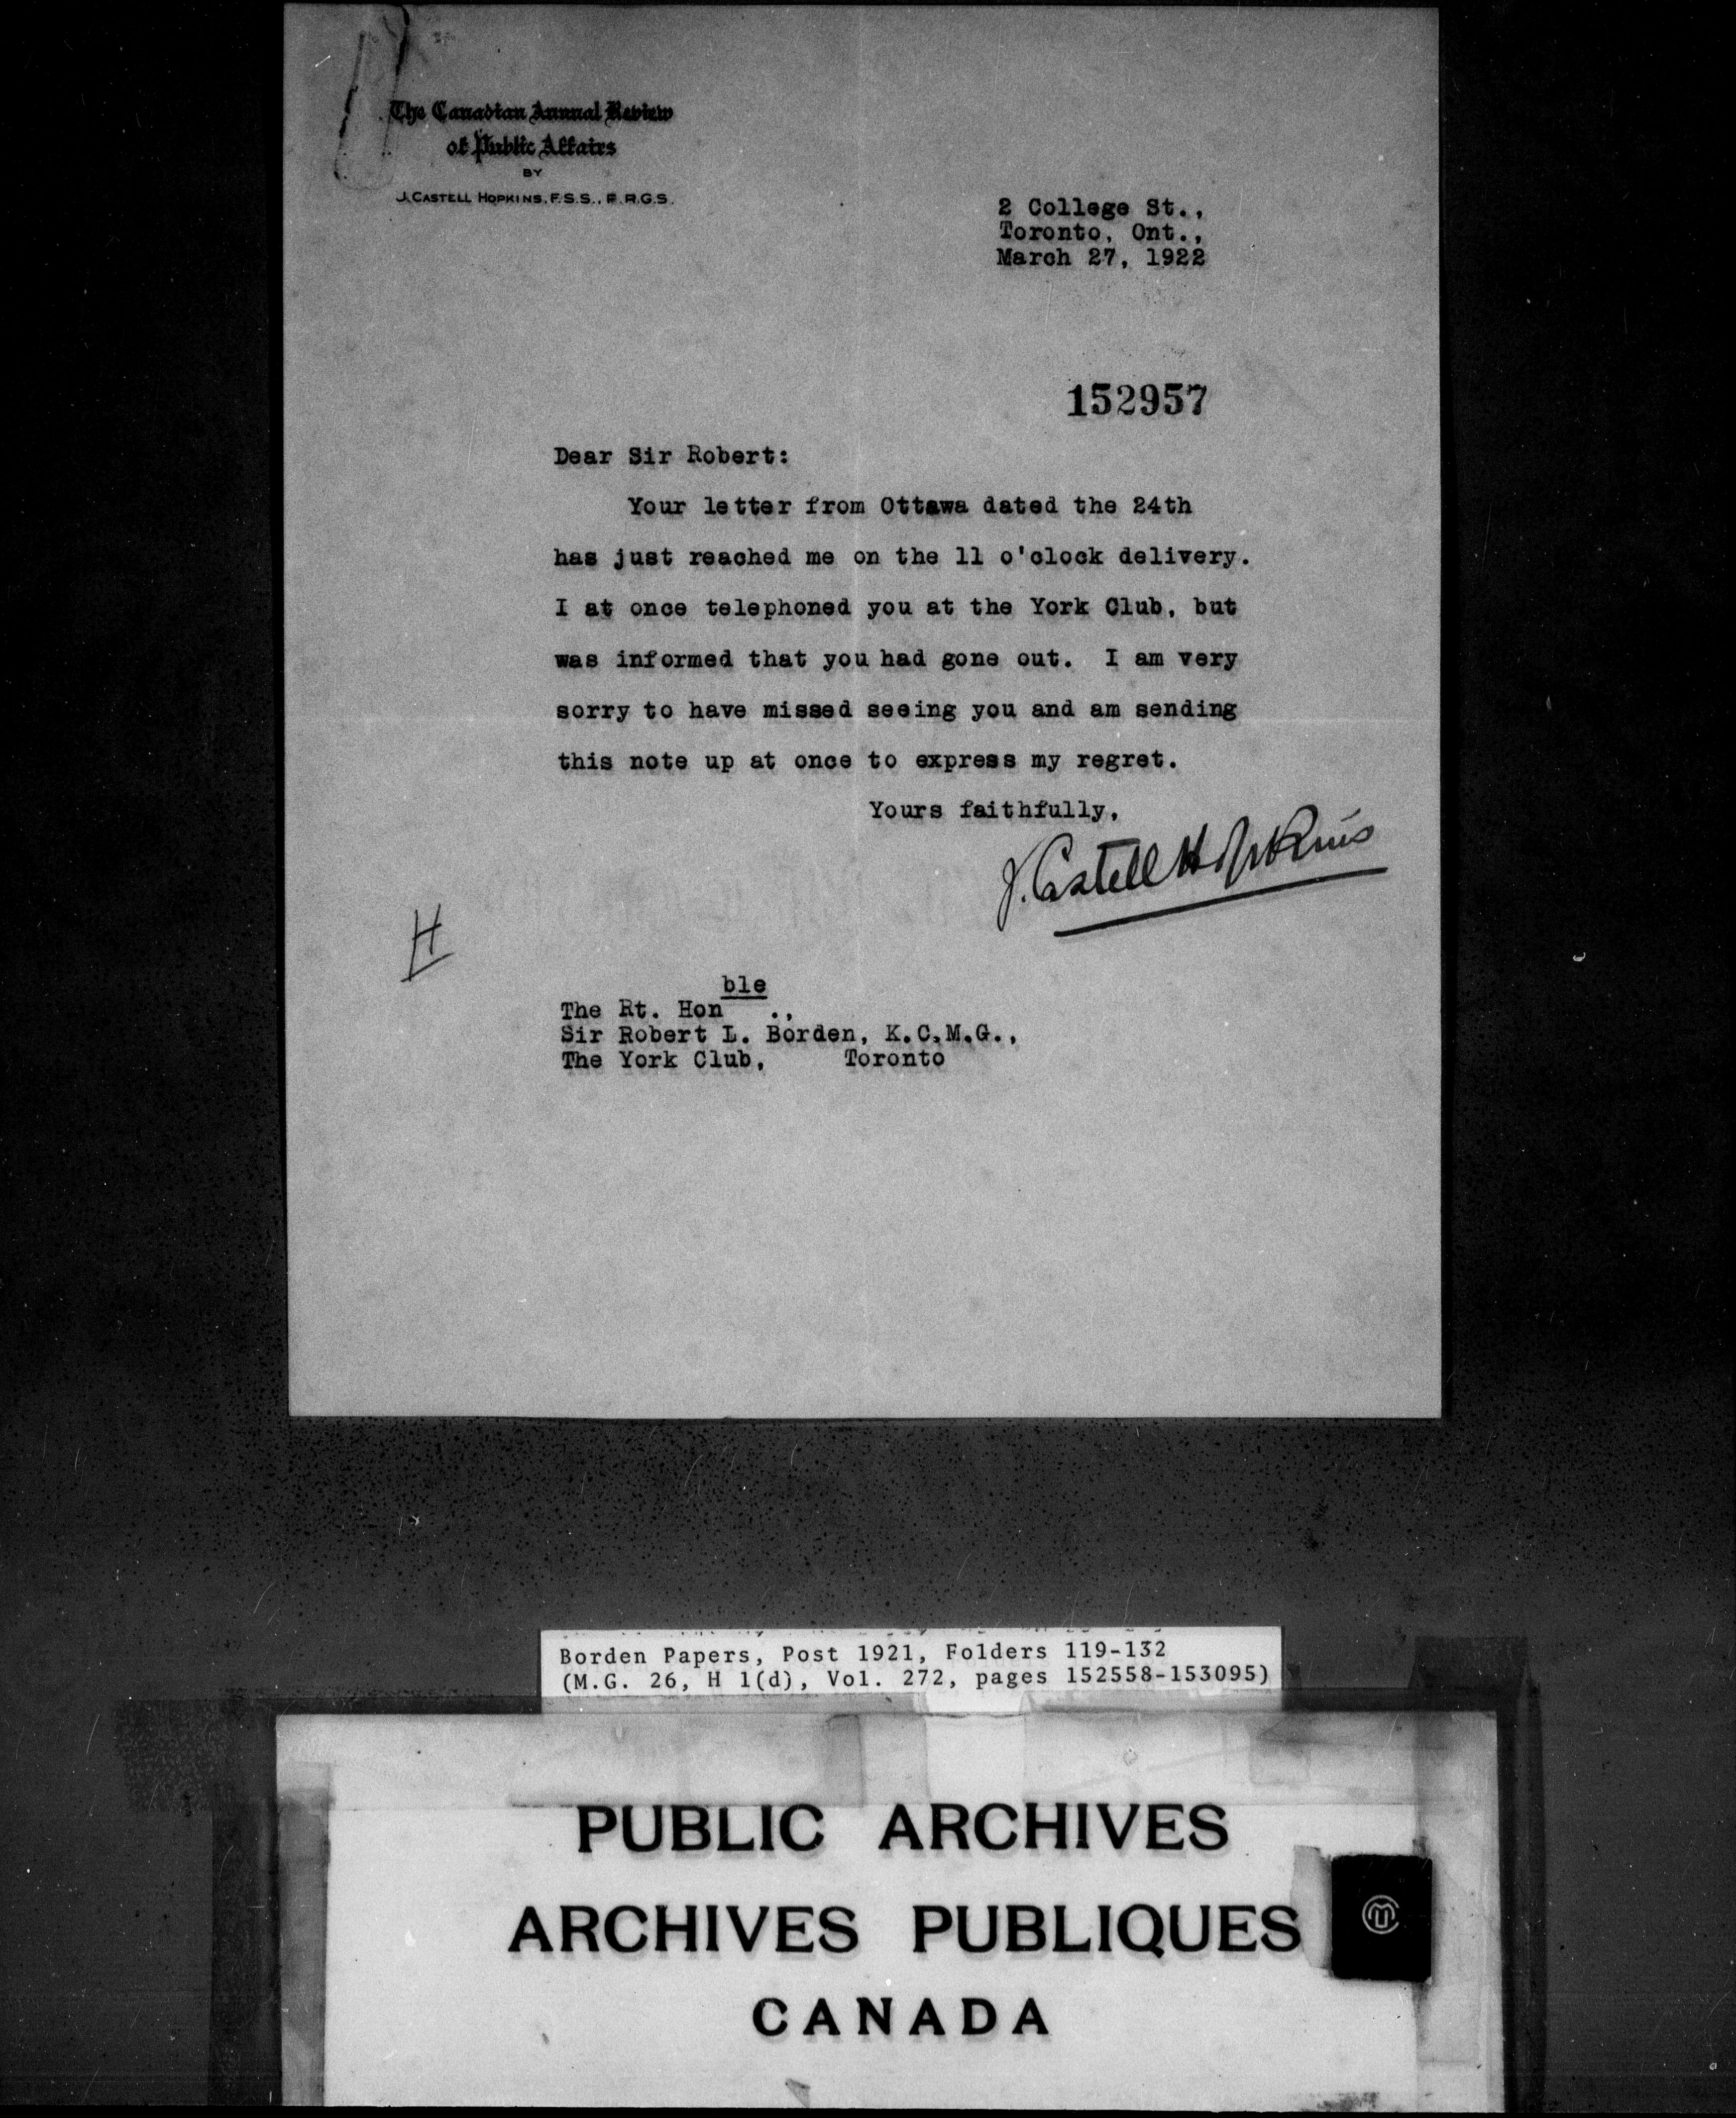 The Canadian Annual Review
of Public Affairs
BY
J. CASTELL HOPKINS, F.S.S., F.R.G.S.
2 College St.,
Toronto, Ont.,
March 27, 1922
152957
Dear Sir Robert:
Your letter from Ottawa dated the 24th
has just reached me on the 11 o'clock delivery.
I at once telephoned you at the York Club, but
was informed that you had gone out. I am very
sorry to have missed seeing you and am sending
this note up at once to express my regret.
Yours faithfully,
J. Castell Hopkins
H
ble
The Rt. Hon .,
Sir Robert L. Borden, K.C.M.G.,
The York Club, Toronto
Borden Papers, Post 1921, Folders 119-132
(M.G. 26, H 1(d), Vol. 272, pages 152558-153095)
PUBLIC ARCHIVES
ARCHIVES PUBLIQUES
CANADA